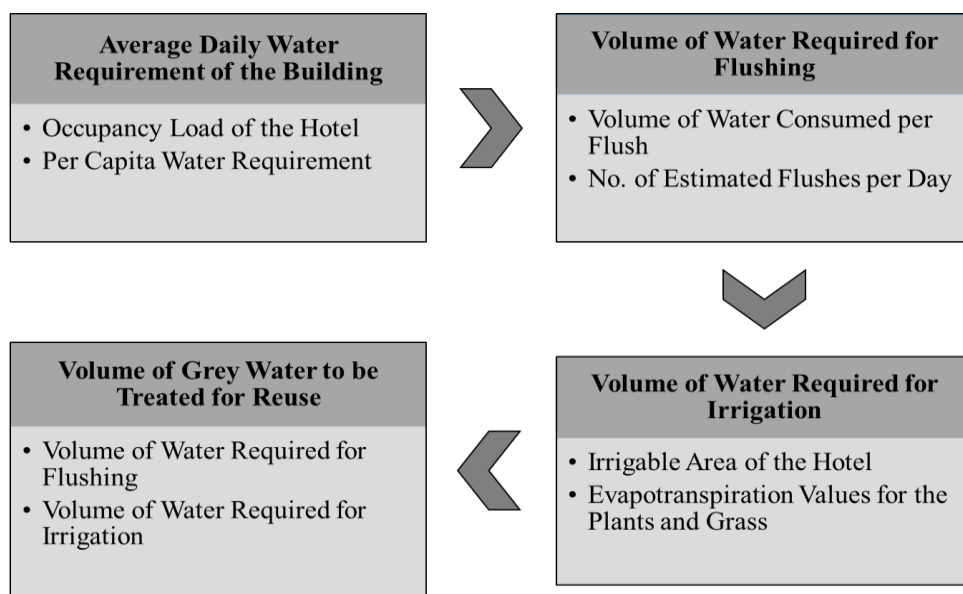 Average Daily Water
Requirement of the Building
• Occupancy Load of the Hotel
• Per Capita Water Requirement
Volume of Water Required for
Flushing
• Volume of Water Consumed per
Flush
• No. of Estimated Flushes per Day
Volume of Water Required for
Irrigation
• Irrigable Area of the Hotel
• Evapotranspiration Values for the
Plants and Grass
Volume of Grey Water to be
Treated for Reuse
• Volume of Water Required for
Flushing
• Volume of Water Required for
Irrigation